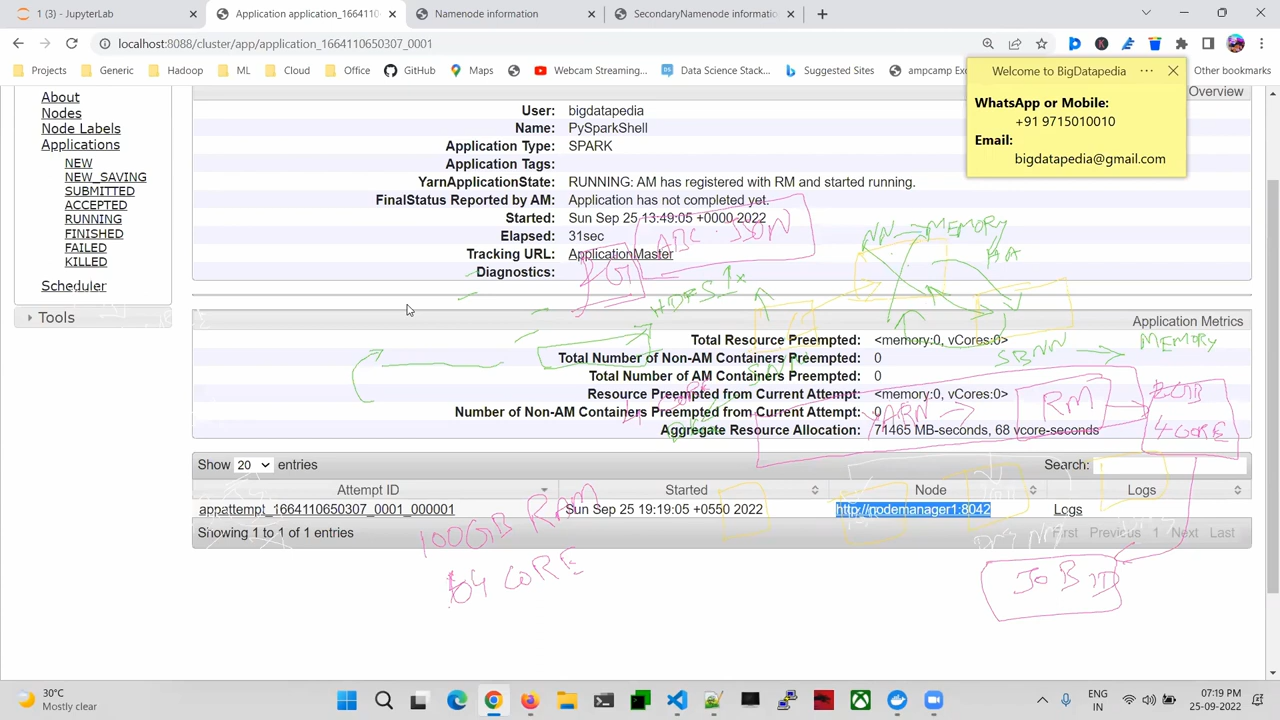 1 (3) - JupyterLab
Application application_16641106
Namenode information
SecondaryNamenode informatio
localhost:8088/cluster/app/application_1664110650307_0001
Projects Generic Hadoop ML Cloud Office GitHub Maps Webcam Streaming... Data Science Stack... Suggested Sites ampcamp Exe Other bookmarks
Welcome to BigDatapedia
WhatsApp or Mobile:
+91 9715010010
Email:
bigdatapedia@gmail.com
About
Nodes
Node Labels
Applications
NEW
NEW_SAVING
SUBMITTED
ACCEPTED
RUNNING
FINISHED
FAILED
KILLED
Scheduler
Tools
Overview
User: bigdatapedia
Name: PySparkShell
Application Type: SPARK
Application Tags:
YarnApplicationState: RUNNING: AM has registered with RM and started running.
FinalStatus Reported by AM: Application has not completed yet.
Started: Sun Sep 25 13:49:05 +0000 2022
Elapsed: 31sec
Tracking URL: ApplicationMaster
Diagnostics:
Application Metrics
Total Resource Preempted: <memory:0, vCores:0>
Total Number of Non-AM Containers Preempted: 0
Total Number of AM Containers Preempted: 0
Resource Preempted from Current Attempt: <memory:0, vCores:0>
Number of Non-AM Containers Preempted from Current Attempt: 0
Aggregate Resource Allocation: 71465 MB-seconds, 68 vcore-seconds
Show 20 entries Search:
Attempt ID Started Node Logs
appattempt_1664110650307_0001_000001 Sun Sep 25 19:19:05 +0550 2022 http://nodemanager1:8042 Logs
Showing 1 to 1 of 1 entries First Previous 1 Next Last
ABC.JSON
NN MEMORY
HA
HDFS
SNN
SBNN
MEMORY
YARN
RM
4 CORE
100GB RAM
64 CORE
JOB ID
30°C
Mostly clear
ENG
IN
07:19 PM
25-09-2022